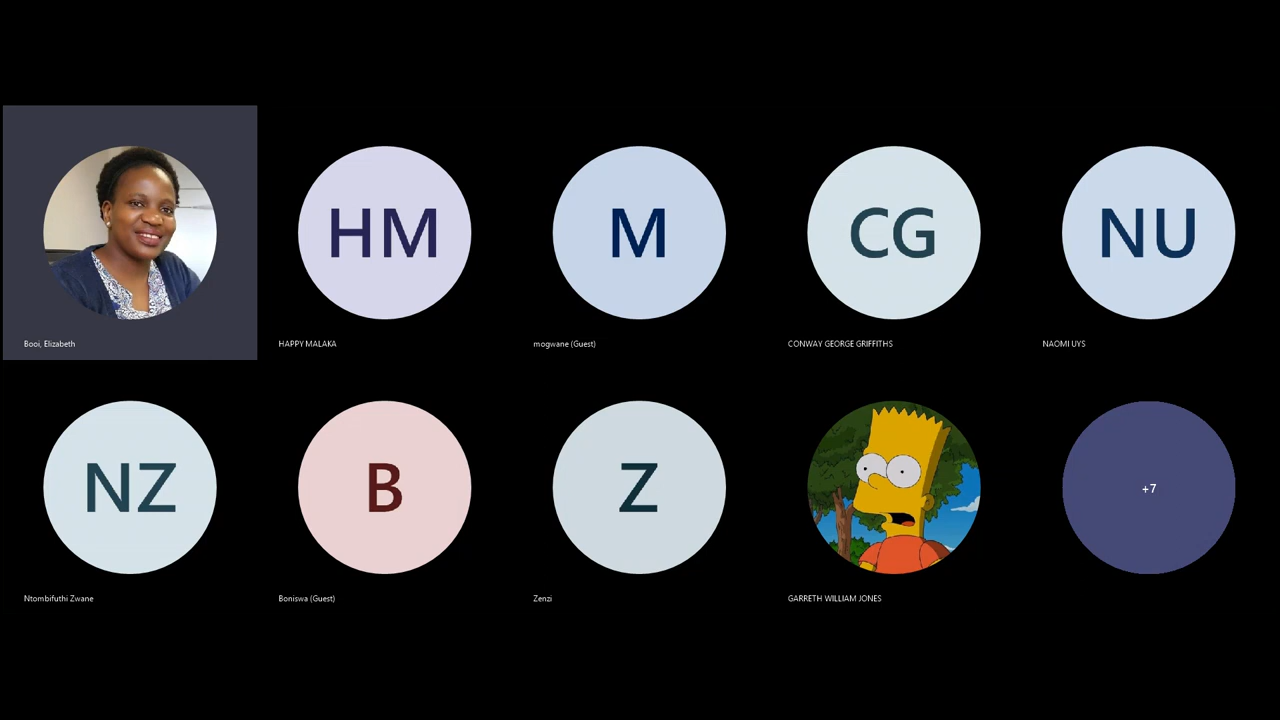 HM
M
CG
NU
Booi, Elizabeth
HAPPY MALAKA
mogwane (Guest)
CONWAY GEORGE GRIFFITHS
NAOMI UYS
NZ
B
Z
+7
Ntombifuthi Zwane
Boniswa (Guest)
Zenzi
GARRETH WILLIAM JONES